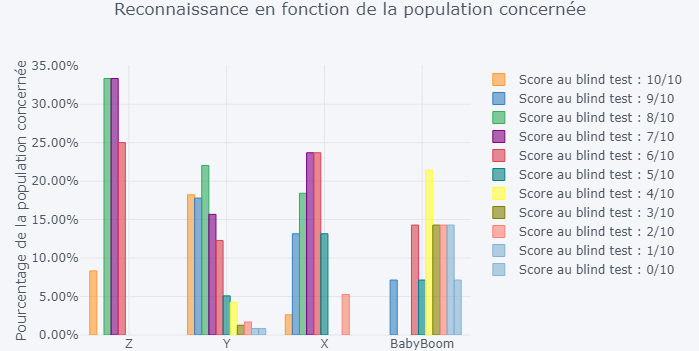 Reconnaissance en fonction de la population concernée
Pourcentage de la population concernée
35.00%
30.00%
25.00%
20.00%
15.00%
10.00%
5.00%
0.00%
Z
Y
X
BabyBoom
Score au blind test : 10/10
Score au blind test : 9/10
Score au blind test : 8/10
Score au blind test : 7/10
Score au blind test : 6/10
Score au blind test : 5/10
Score au blind test : 4/10
Score au blind test : 3/10
Score au blind test : 2/10
Score au blind test : 1/10
Score au blind test : 0/10